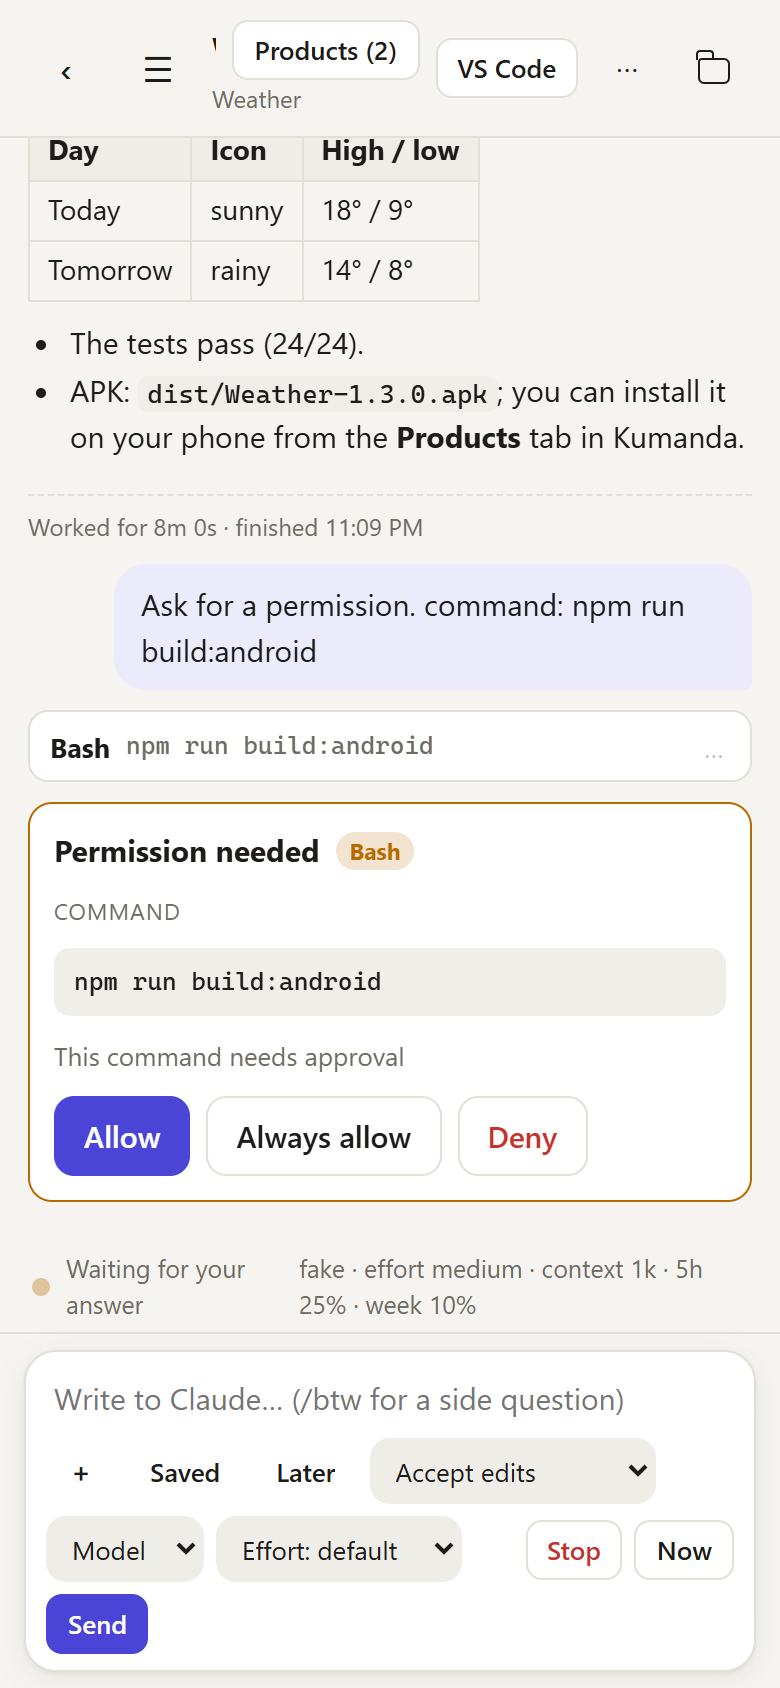 Products (2)
VS Code
...
Weather
Day Icon High / low
Today sunny 18° / 9°
Tomorrow rainy 14° / 8°
• The tests pass (24/24).
• APK: dist/Weather-1.3.0.apk; you can install it
on your phone from the Products tab in Kumanda.
Worked for 8m 0s · finished 11:09 PM
Ask for a permission. command: npm run
build:android
Bash npm run build:android ...
Permission needed Bash
COMMAND
npm run build:android
This command needs approval
Allow Always allow Deny
Waiting for your
answer
fake · effort medium · context 1k · 5h
25% · week 10%
Write to Claude... (/btw for a side question)
+ Saved Later Accept edits
Model Effort: default Stop Now
Send